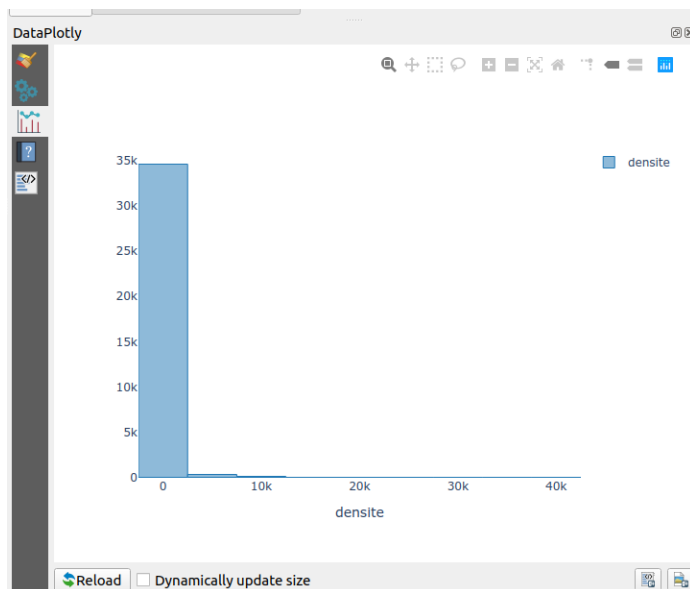 DataPlotly
?
</>
35k
30k
25k
20k
15k
10k
5k
0
densite
0 10k 20k 30k 40k
densite
Reload Dynamically update size